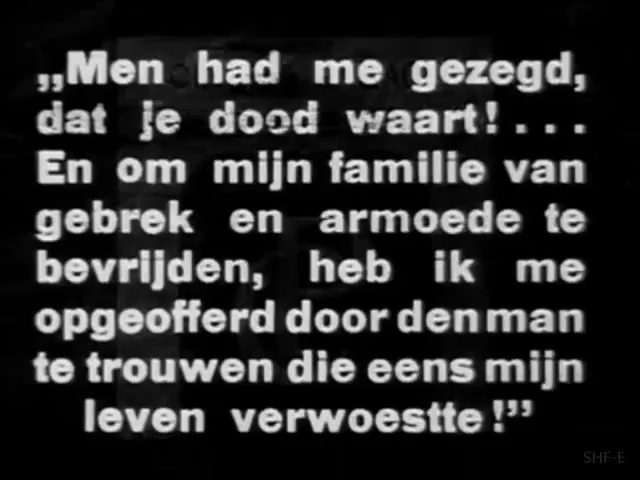 „Men had me gezegd,
dat je dood waart! . . .
En om mijn familie van
gebrek en armoede te
bevrijden, heb ik me
opgeofferd door den man
te trouwen die eens mijn
leven verwoestte!”
SHF-E